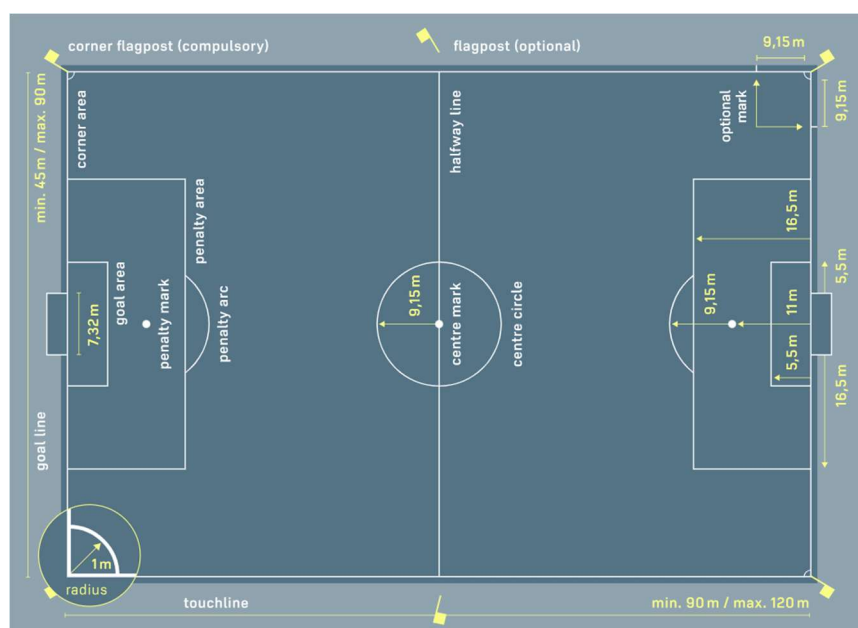 corner flagpost (compulsory)
flagpost (optional)
9,15 m
min. 45 m / max. 90 m
corner area
halfway line
optional
mark
9,15 m
penalty area
16,5 m
goal area
5,5 m
7,32 m
penalty mark
penalty arc
9,15 m
centre mark
centre circle
9,15 m
11 m
5,5 m
16,5 m
goal line
1 m
radius
touchline
min. 90 m / max. 120 m